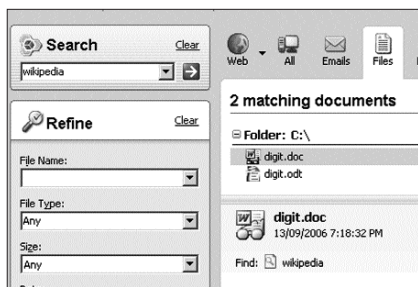 Search
Clear
wikipedia
Refine
Clear
File Name:
File Type:
Any
Size:
Any
Web
All
Emails
Files
2 matching documents
Folder: C:\
digit.doc
digit.odt
digit.doc
13/09/2006 7:18:32 PM
Find: wikipedia